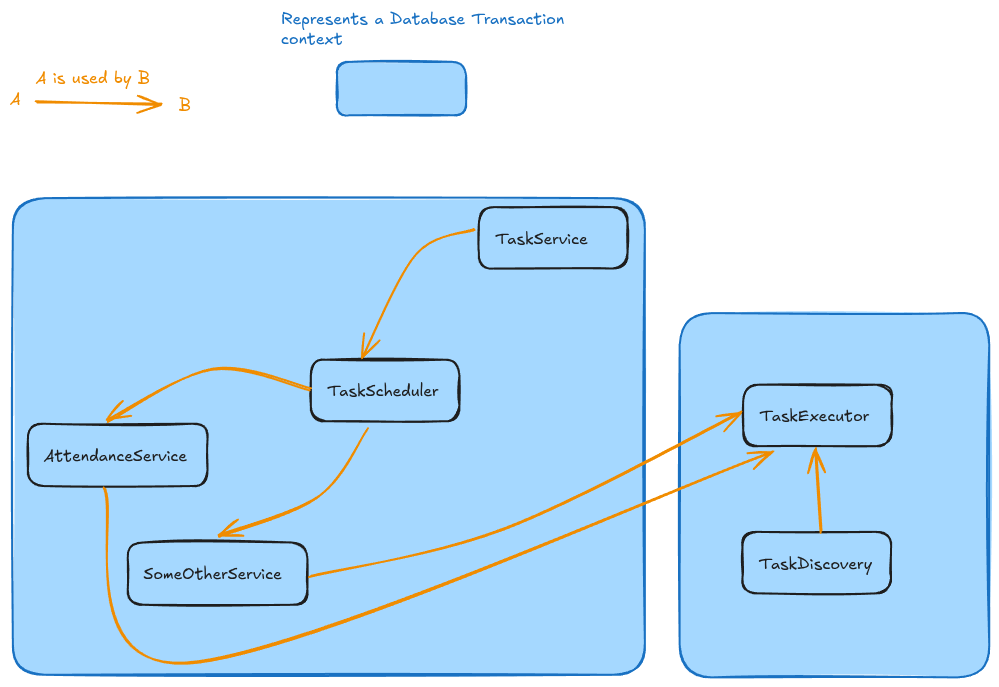 Represents a Database Transaction
context
A is used by B
A
B
TaskService
TaskScheduler
AttendanceService
TaskExecutor
SomeOtherService
TaskDiscovery